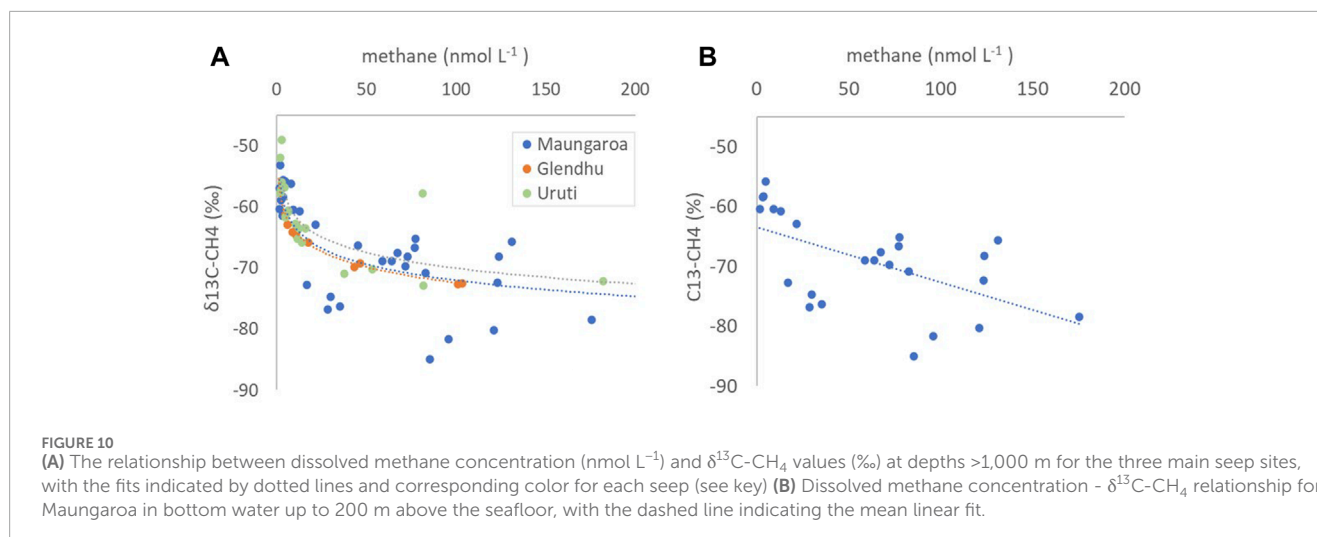 A
methane (nmol L⁻¹ )
0 50 100 150 200
δ13C-CH4 (‰)
-50
-60
-70
-80
-90
Maungaroa
Glendhu
Uruti
B
methane (nmol L⁻¹ )
0 50 100 150 200
C13-CH4 (%)
-50
-60
-70
-80
-90
FIGURE 10
(A) The relationship between dissolved methane concentration (nmol L⁻¹) and δ¹³C-CH₄ values (‰) at depths >1,000 m for the three main seep sites,
with the fits indicated by dotted lines and corresponding color for each seep (see key) (B) Dissolved methane concentration - δ¹³C-CH₄ relationship for
Maungaroa in bottom water up to 200 m above the seafloor, with the dashed line indicating the mean linear fit.